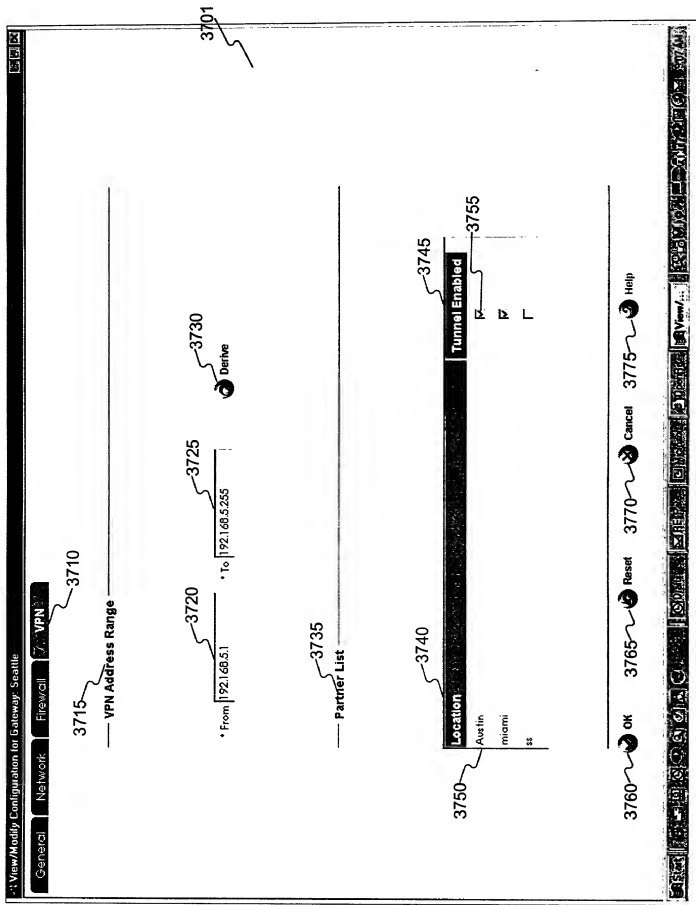 View/Modify Configuration for Gateway: Seattle
3701
General Network Firewall VPN
3710
3715
VPN Address Range
3720 3725 3730
* From 192.168.5.1 * To 192.168.5.255 Derive
3735
Partner List
3740 3745
Location Tunnel Enabled
3750
Austin
3755
miami
ss
3760 OK 3765 Reset 3770 Cancel 3775 Help
View/...